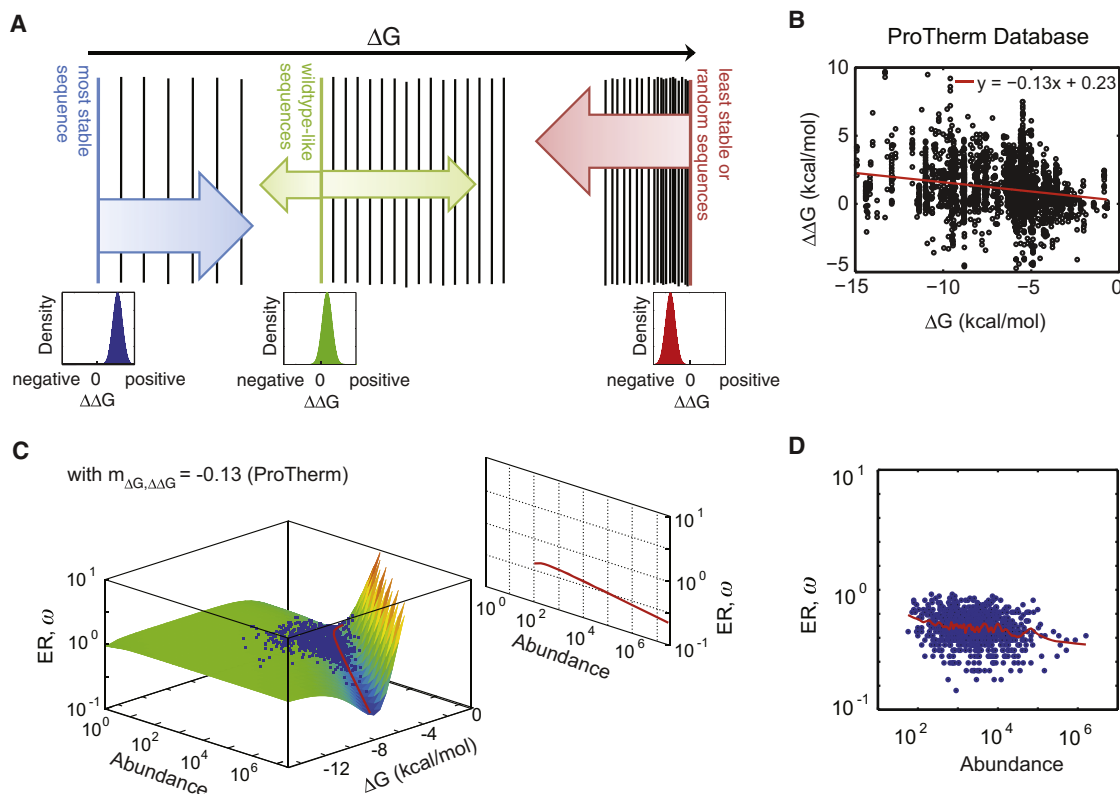 A
ΔG
most stable
sequence
wildtype-like
sequences
least stable or
random sequences
Density
negative 0 positive
ΔΔG
Density
negative 0 positive
ΔΔG
Density
negative 0 positive
ΔΔG
B
ProTherm Database
y = −0.13x + 0.23
ΔΔG (kcal/mol)
10
5
0
−5
−15 −10 −5 0
ΔG (kcal/mol)
C
with m_ΔG,ΔΔG = -0.13 (ProTherm)
ER, ω
10^1
10^0
10^-1
10^0 10^2 10^4 10^6
Abundance
-12 -8 -4 0
ΔG (kcal/mol)
10^1
10^0
10^-1
ER, ω
10^0 10^2 10^4 10^6
Abundance
D
ER, ω
10^1
10^0
10^-1
10^2 10^4 10^6
Abundance